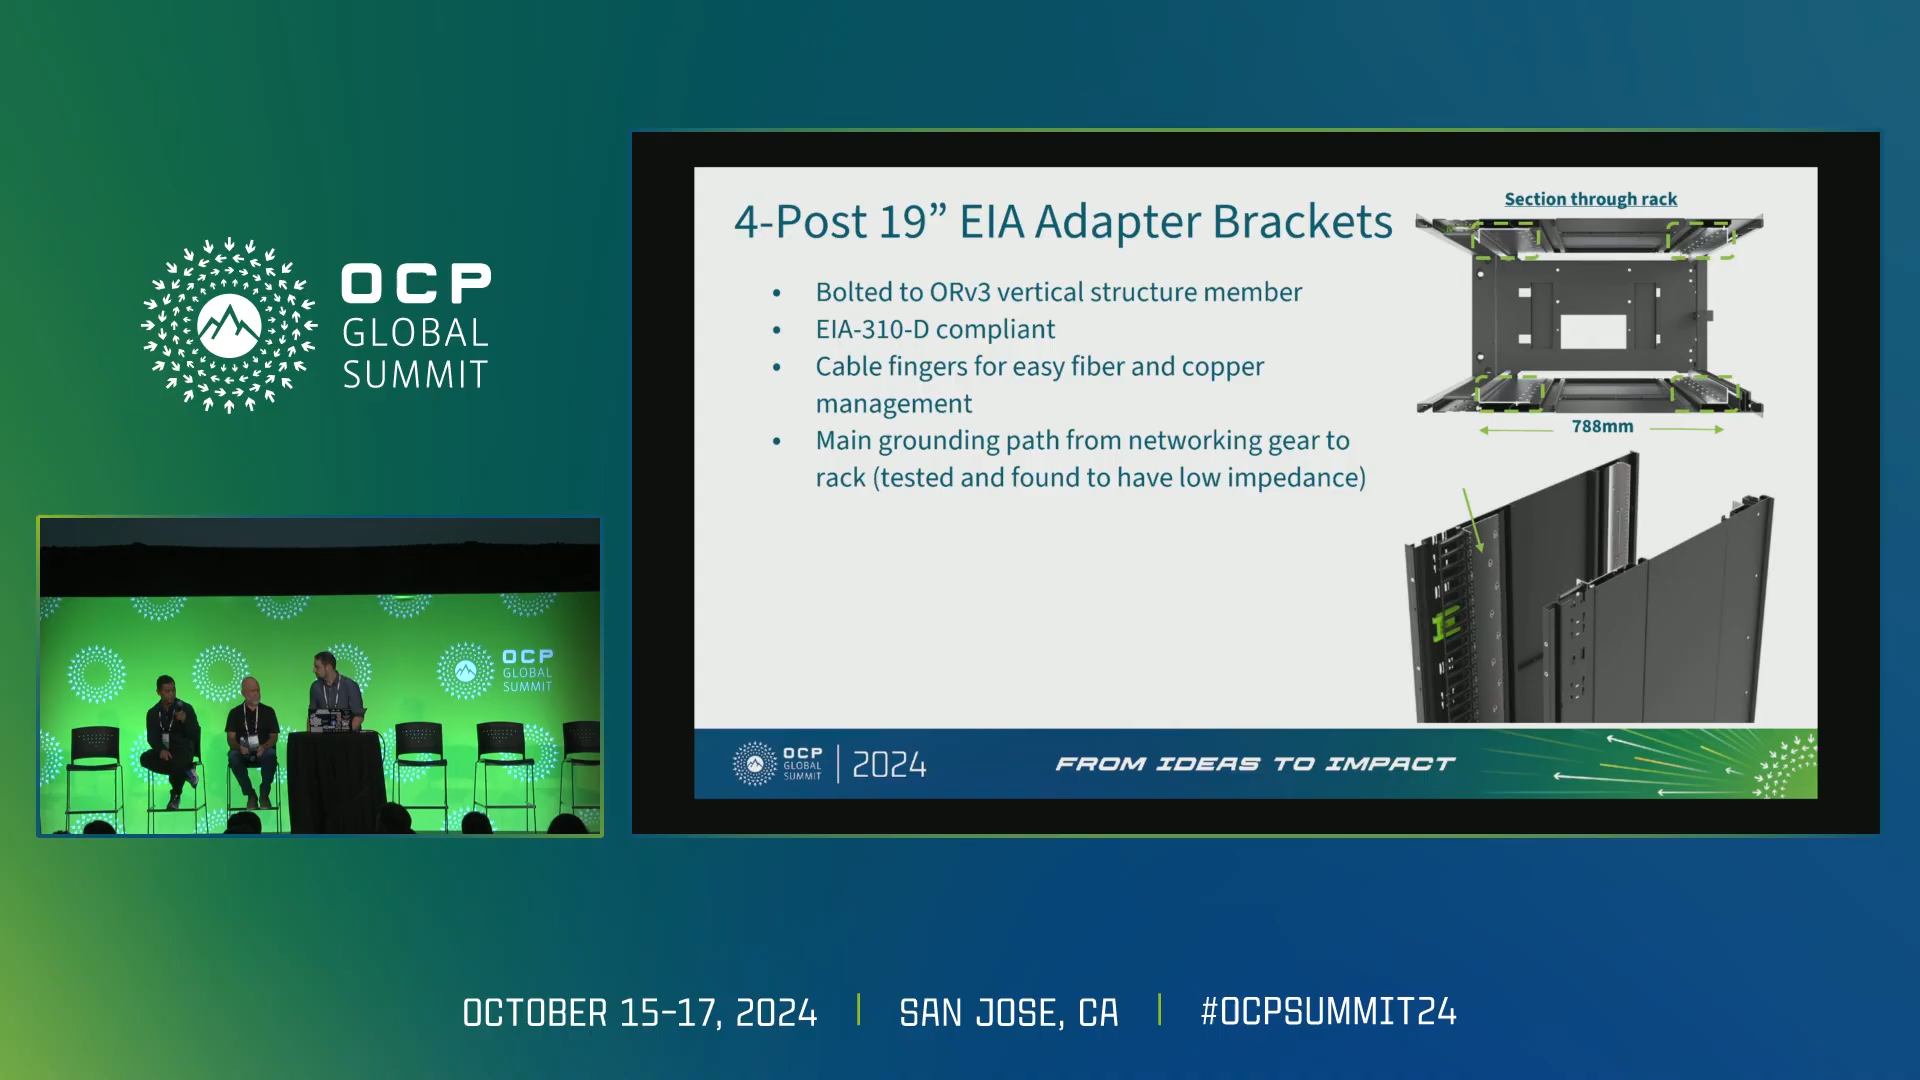 OCP
GLOBAL
SUMMIT
4-Post 19” EIA Adapter Brackets
• Bolted to ORv3 vertical structure member
• EIA-310-D compliant
• Cable fingers for easy fiber and copper
management
• Main grounding path from networking gear to
rack (tested and found to have low impedance)
Section through rack
788mm
OCP
GLOBAL
SUMMIT
2024
FROM IDEAS TO IMPACT
OCP
GLOBAL
SUMMIT
OCTOBER 15-17, 2024 | SAN JOSE, CA | #OCPSUMMIT24